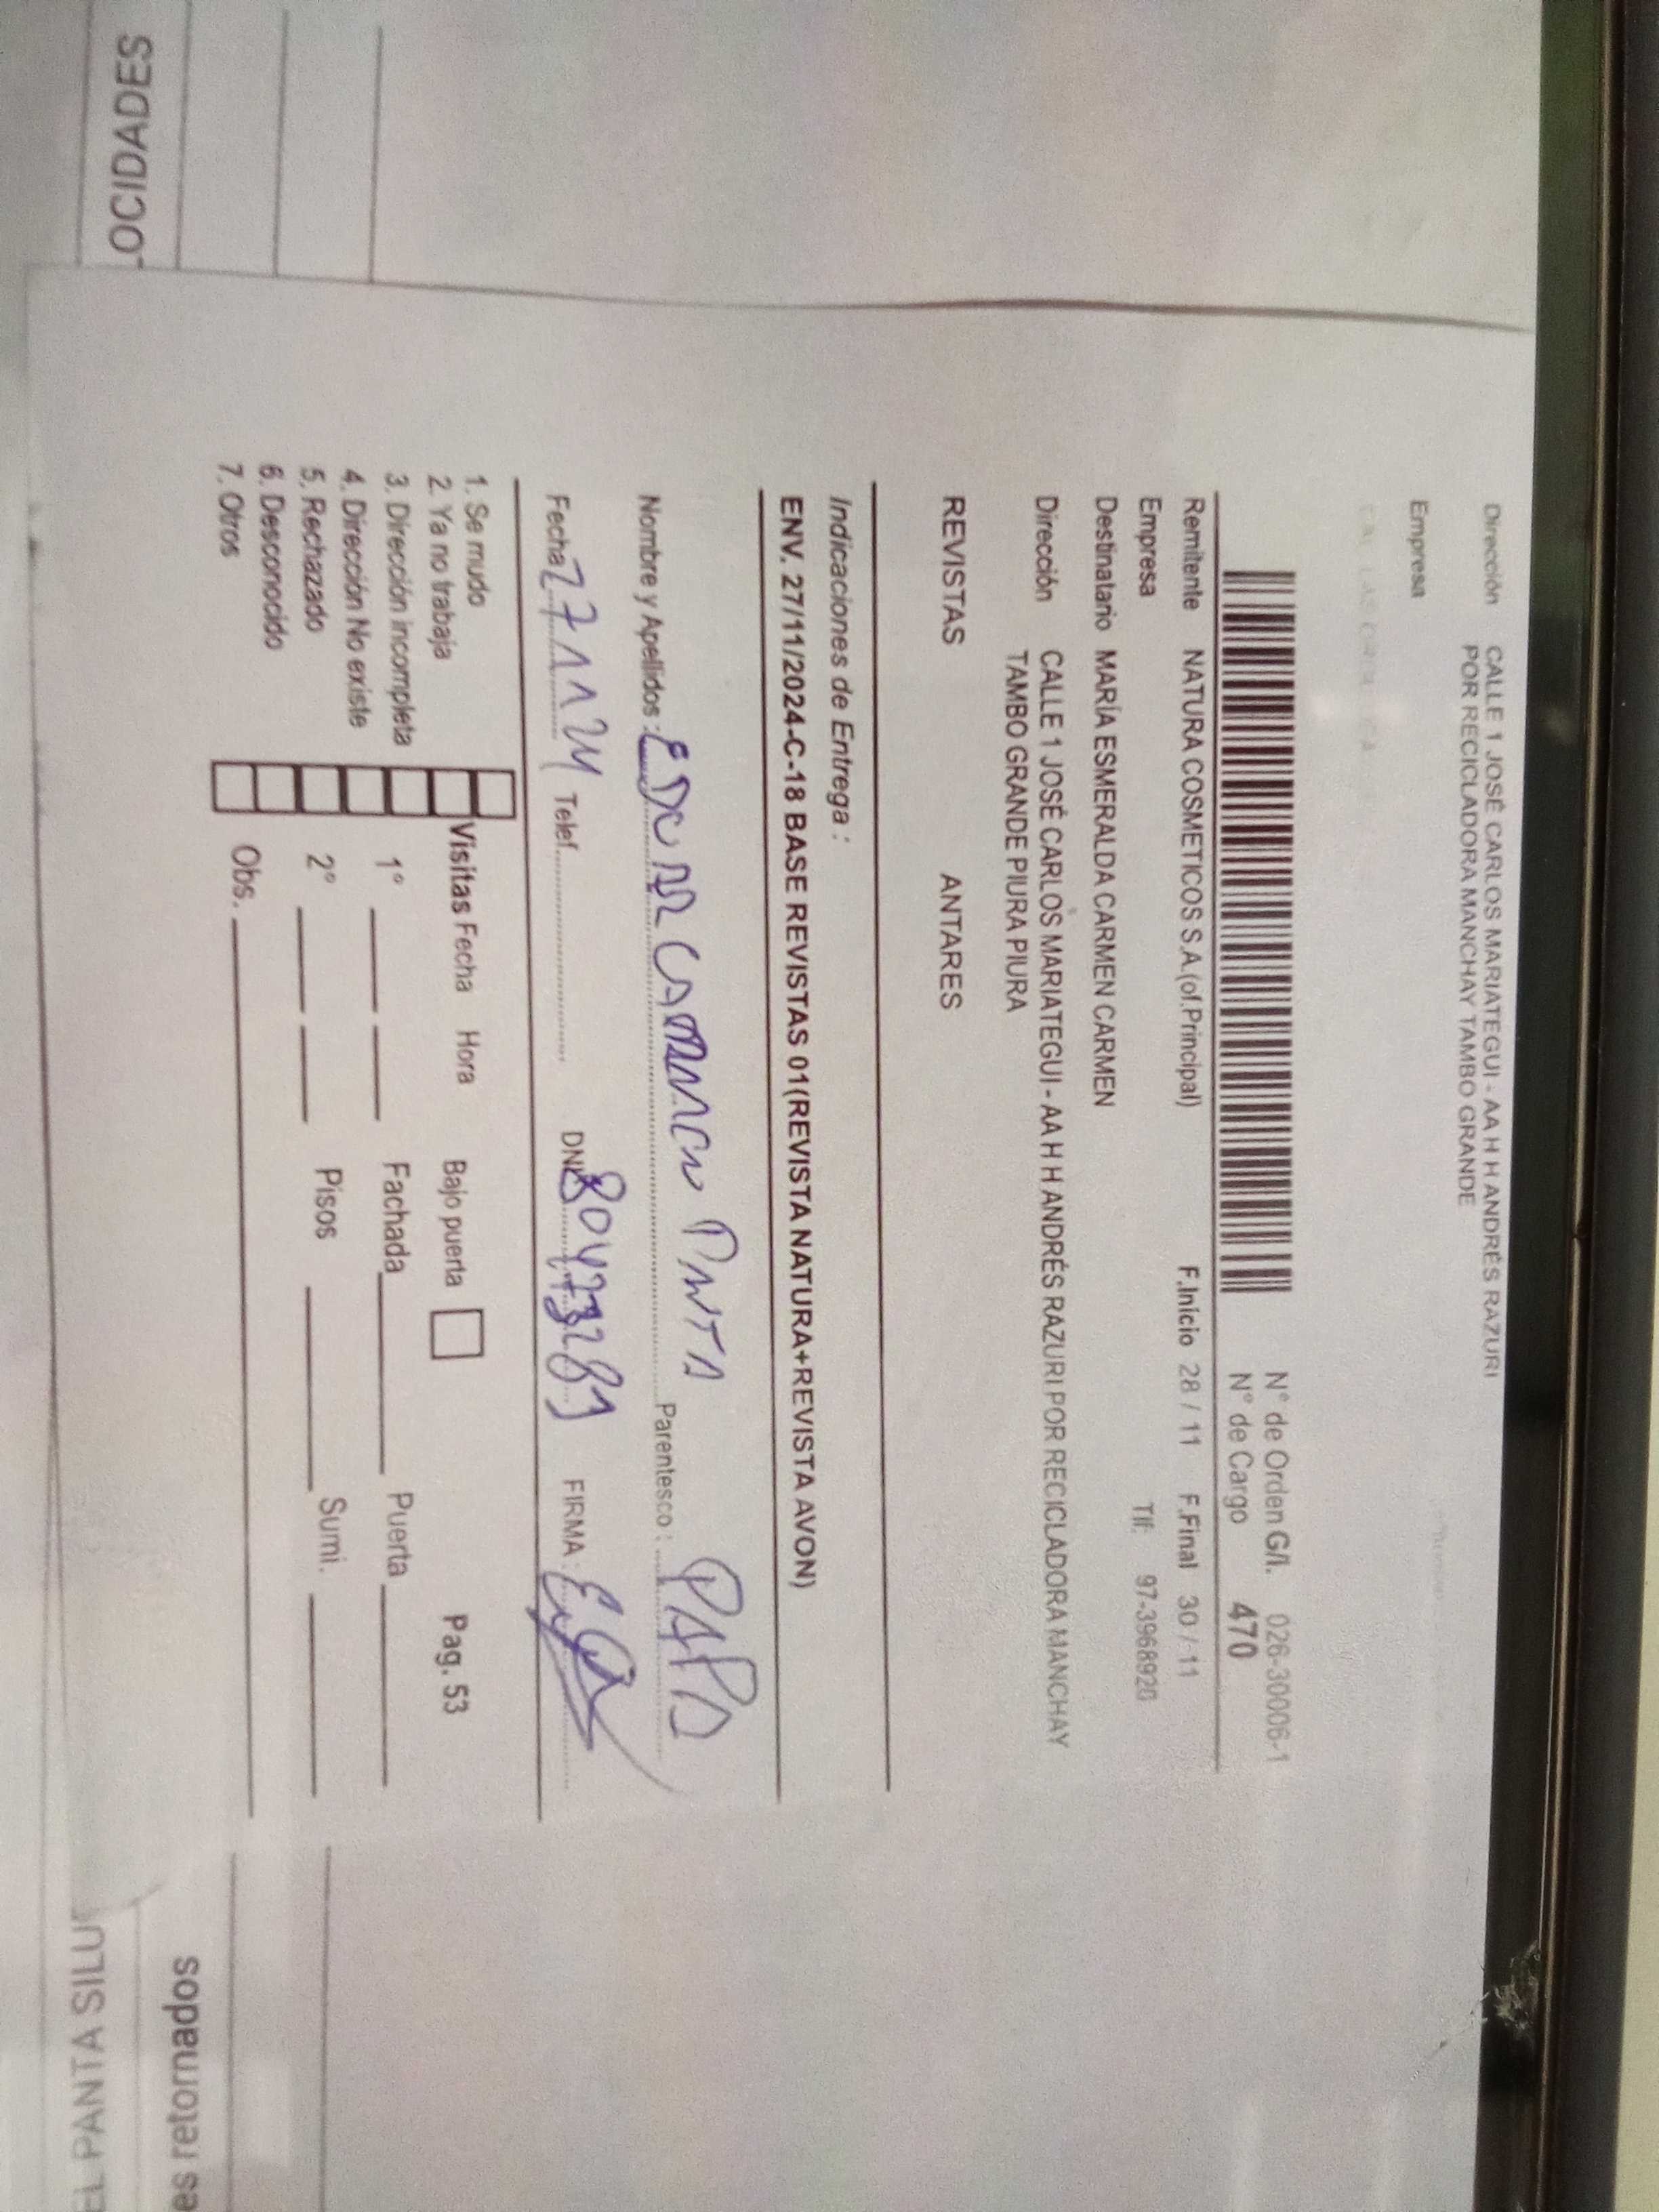 Dirección CALLE 1 JOSÉ CARLOS MARIATEGUI - AA H H ANDRÉS RAZURI
POR RECICLADORA MANCHAY TAMBO GRANDE
Empresa
N° de Orden G/l. 026-30006-1
N° de Cargo 470
Remitente NATURA COSMETICOS S.A.(of.Principal) F.Início 28 / 11 F.Final 30 / 11
Empresa Tlf: 97-3968920
Destinatario MARÍA ESMERALDA CARMEN CARMEN
Dirección CALLE 1 JOSÉ CARLOS MARIATEGUI - AA H H ANDRÉS RAZURI POR RECICLADORA MANCHAY
TAMBO GRANDE PIURA PIURA
REVISTAS ANTARES
Indicaciones de Entrega :
ENV. 27/11/2024-C-18 BASE REVISTAS 01(REVISTA NATURA+REVISTA AVON)
Nombre y Apellidos : Parentesco : PAPA
Fecha 27 11 24 Telef. DNI FIRMA :
1. Se mudo
2. Ya no trabaja
3. Dirección incompleta
4. Dirección No existe
5. Rechazado
6. Desconocido
7. Otros
Visitas Fecha Hora Bajo puerta Pag. 53
1° Fachada Puerta
2° Pisos Sumi.
Obs.
OCIDADES
es retornados
EL PANTA SILU